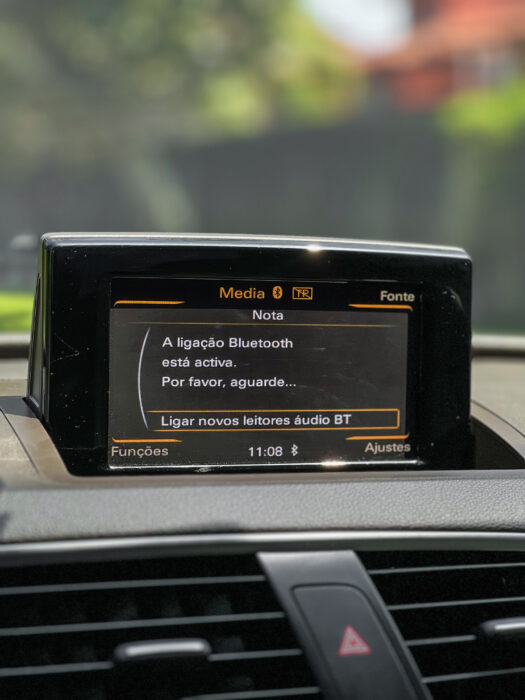 Media
Fonte
Nota
A ligação Bluetooth
está activa.
Por favor, aguarde...
Ligar novos leitores áudio BT
Funções
11:08
Ajustes